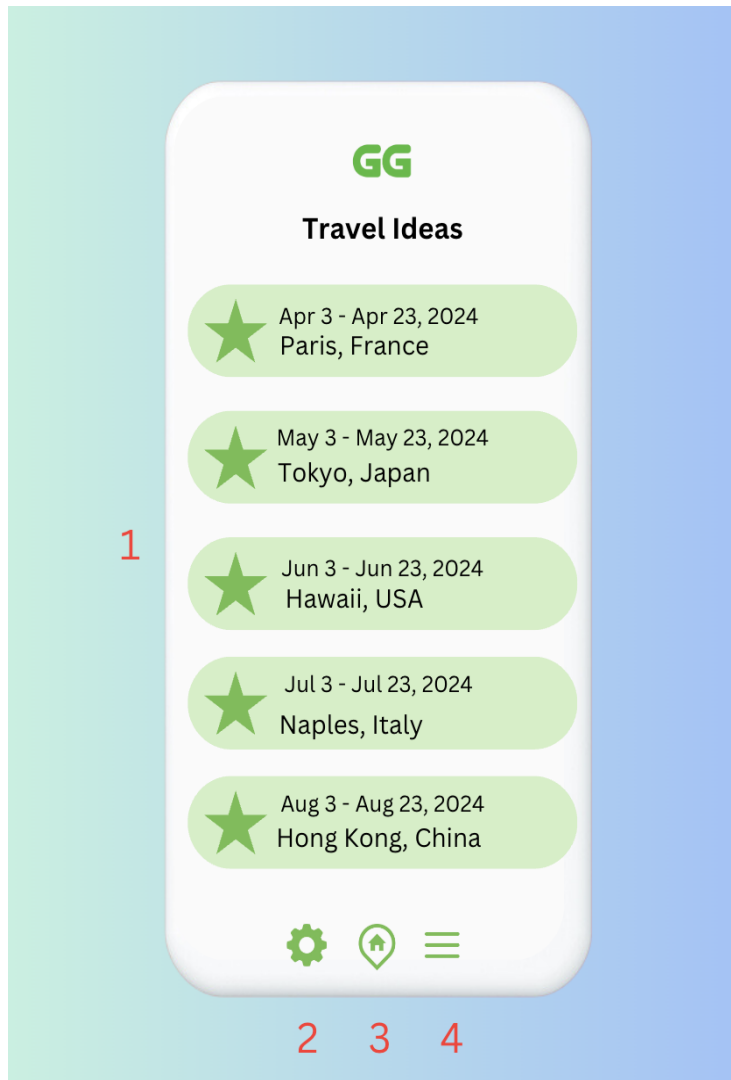 GG
Travel Ideas
Apr 3 - Apr 23, 2024
Paris, France
May 3 - May 23, 2024
Tokyo, Japan
1
Jun 3 - Jun 23, 2024
Hawaii, USA
Jul 3 - Jul 23, 2024
Naples, Italy
Aug 3 - Aug 23, 2024
Hong Kong, China
2 3 4